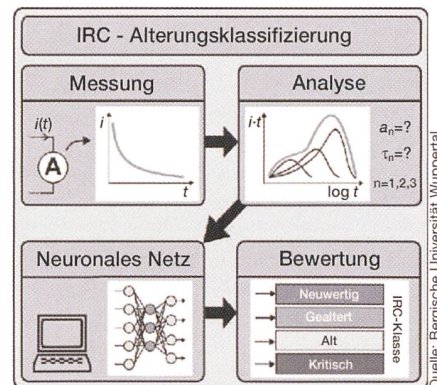 IRC - Alterungsklassifizierung
Messung
i(t)
A
i
t
Analyse
i·t
log t
aₙ=?
τₙ=?
n=1,2,3
Neuronales Netz
Bewertung
Neuwertig
Gealtert
Alt
Kritisch
IRC-Klasse
Quelle: Bergische Universität Wuppertal